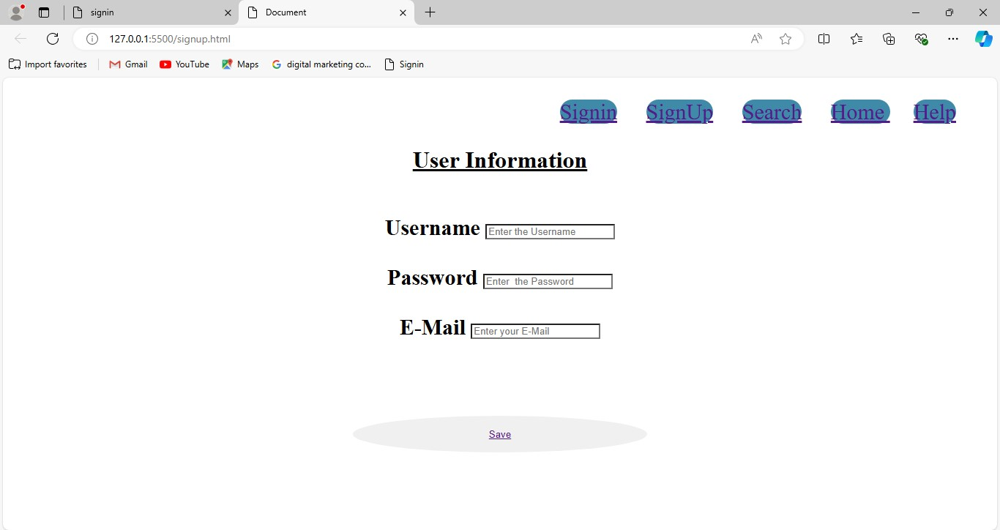 signin
Document
127.0.0.1:5500/signup.html
Import favorites Gmail YouTube Maps digital marketing co... Signin
Signin SignUp Search Home Help
User Information
Username Enter the Username
Password Enter  the Password
E-Mail Enter your E-Mail
Save